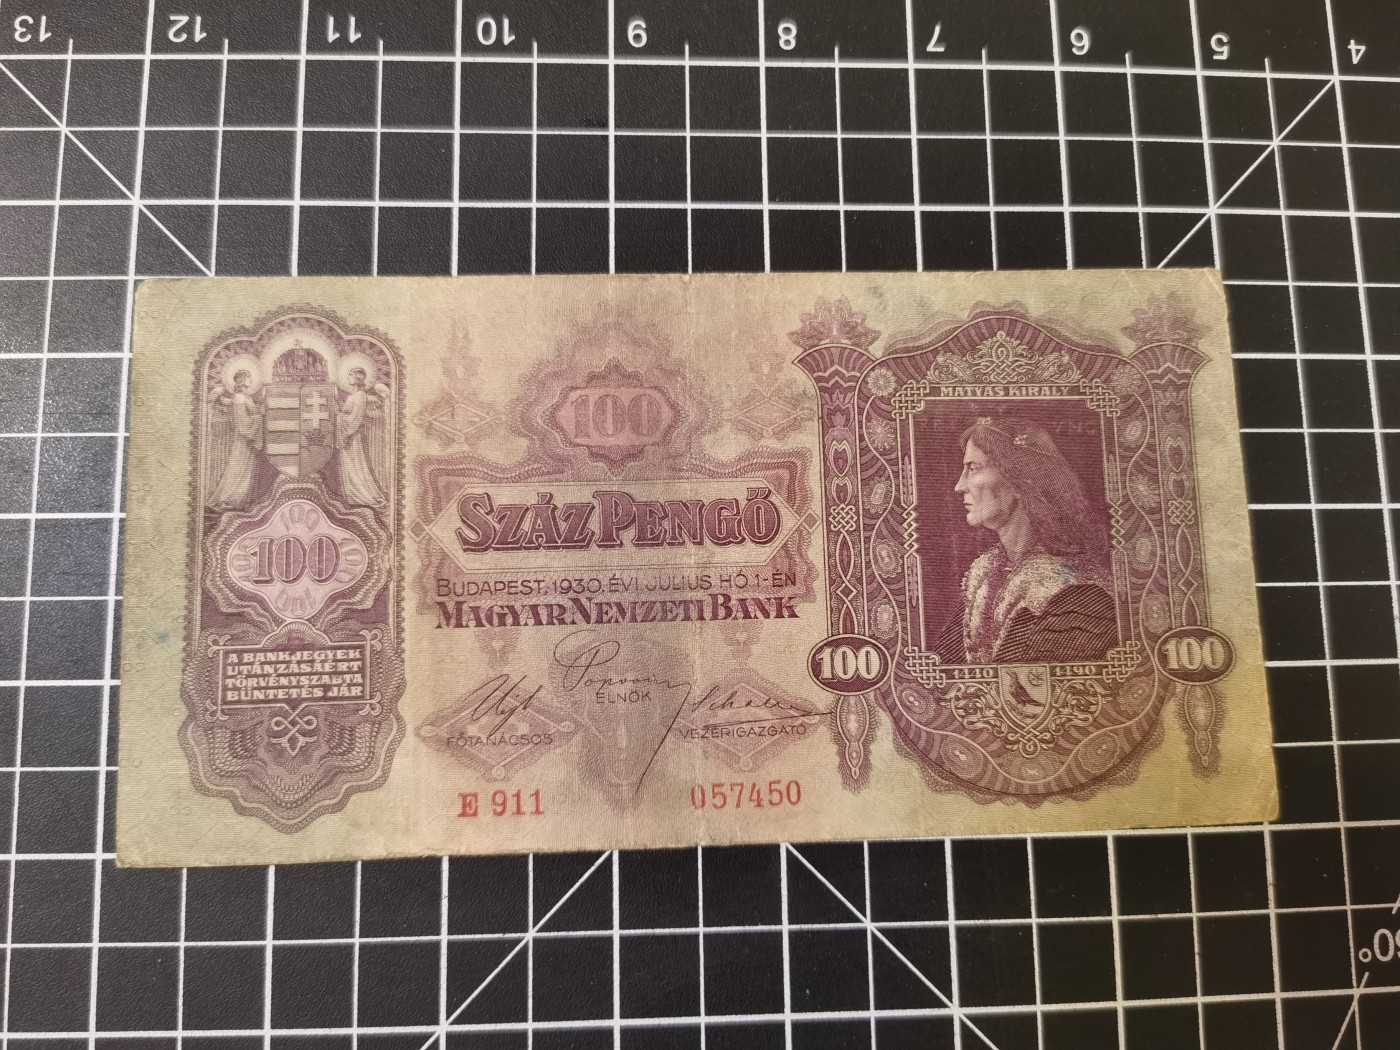 13 12 11 10 9 8 7 6 5 4
100
MÁTYÁS KIRÁLY
SZÁZ PENGŐ
100
BUDAPEST, 1930. ÉVI JULIUS HÓ 1-ÉN
MAGYAR NEMZETI BANK
A BANKJEGYEK
UTÁNZÁSÁÉRT
TÖRVÉNYSZABTA
BÜNTETÉS JÁR
100
100
1440 1490
Popovics
ELNÖK
FŐTANÁCSOS
VEZÉRIGAZGATÓ
E 911
057450